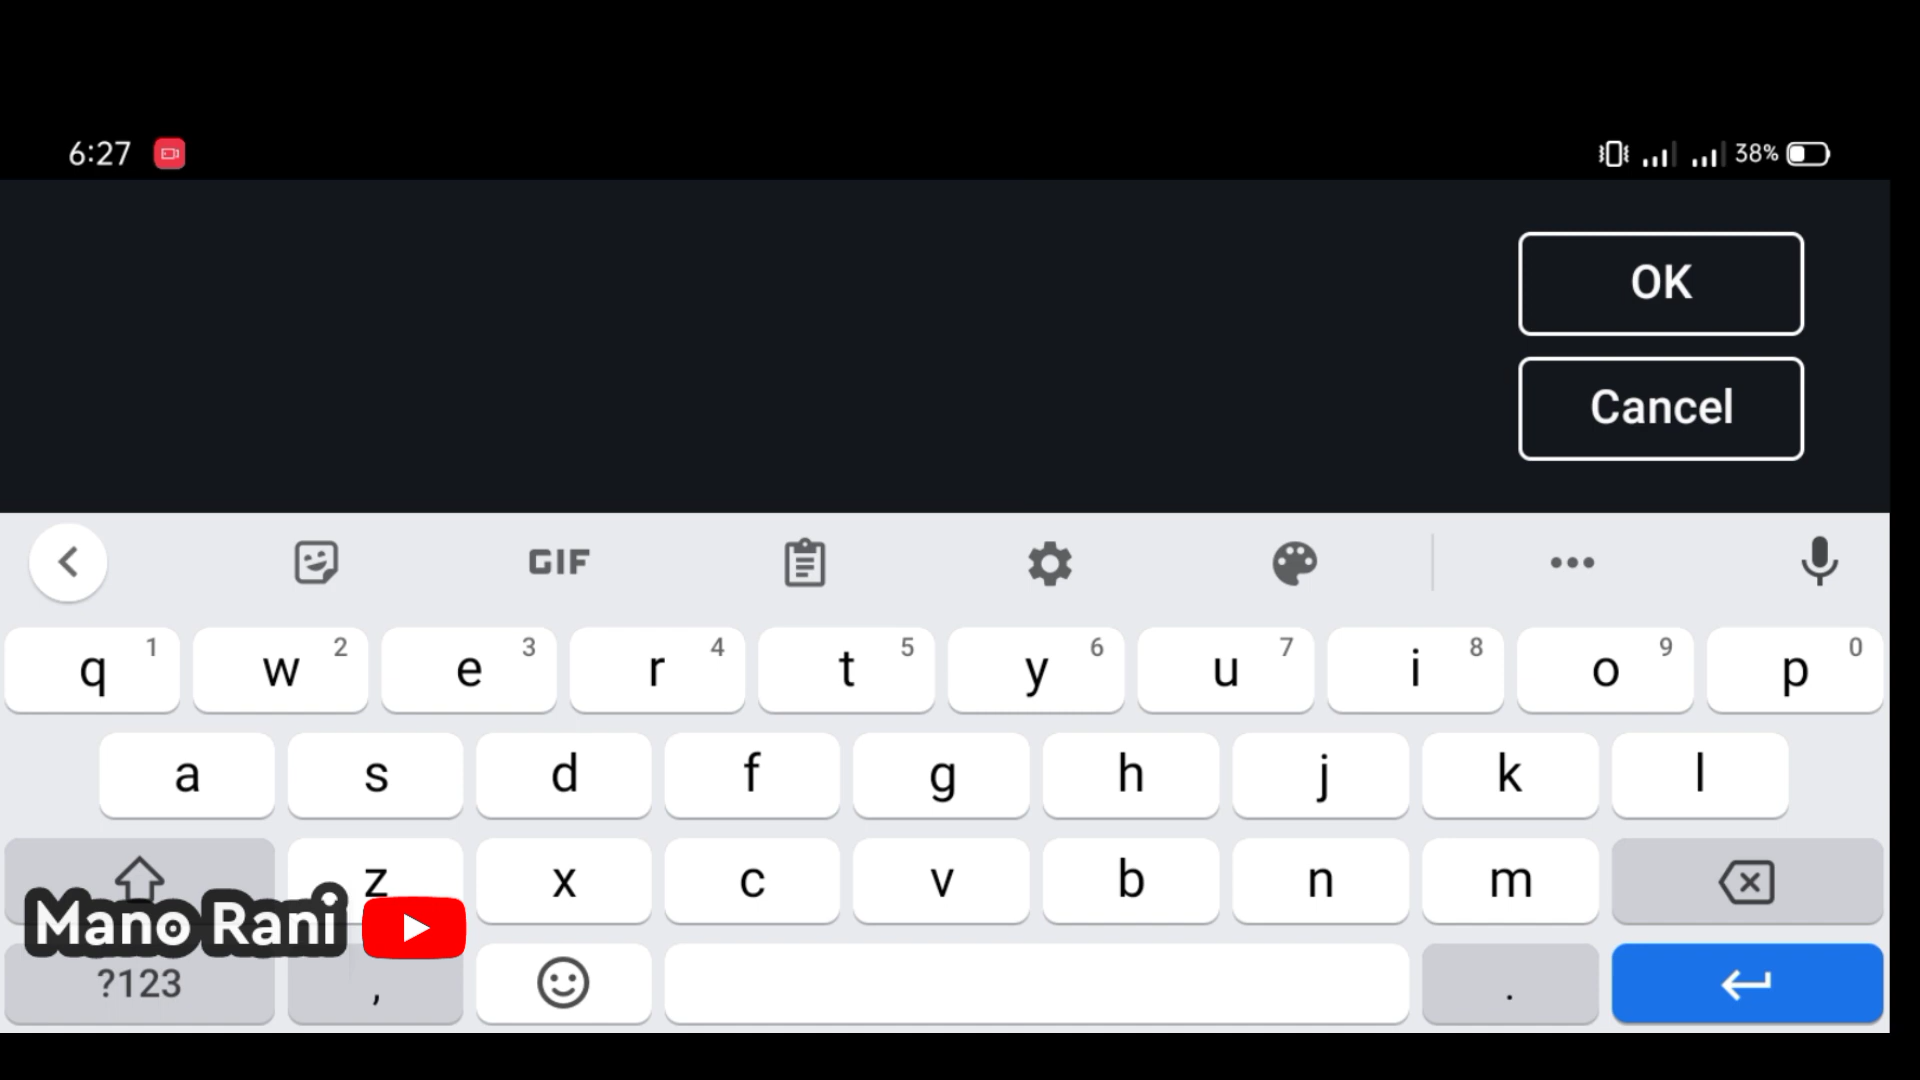 6:27 38%
OK
Cancel
GIF
q 1 w 2 e 3 r 4 t 5 y 6 u 7 i 8 o 9 p 0
a s d f g h j k l
z x c v b n m
Mano Rani
?123 , .